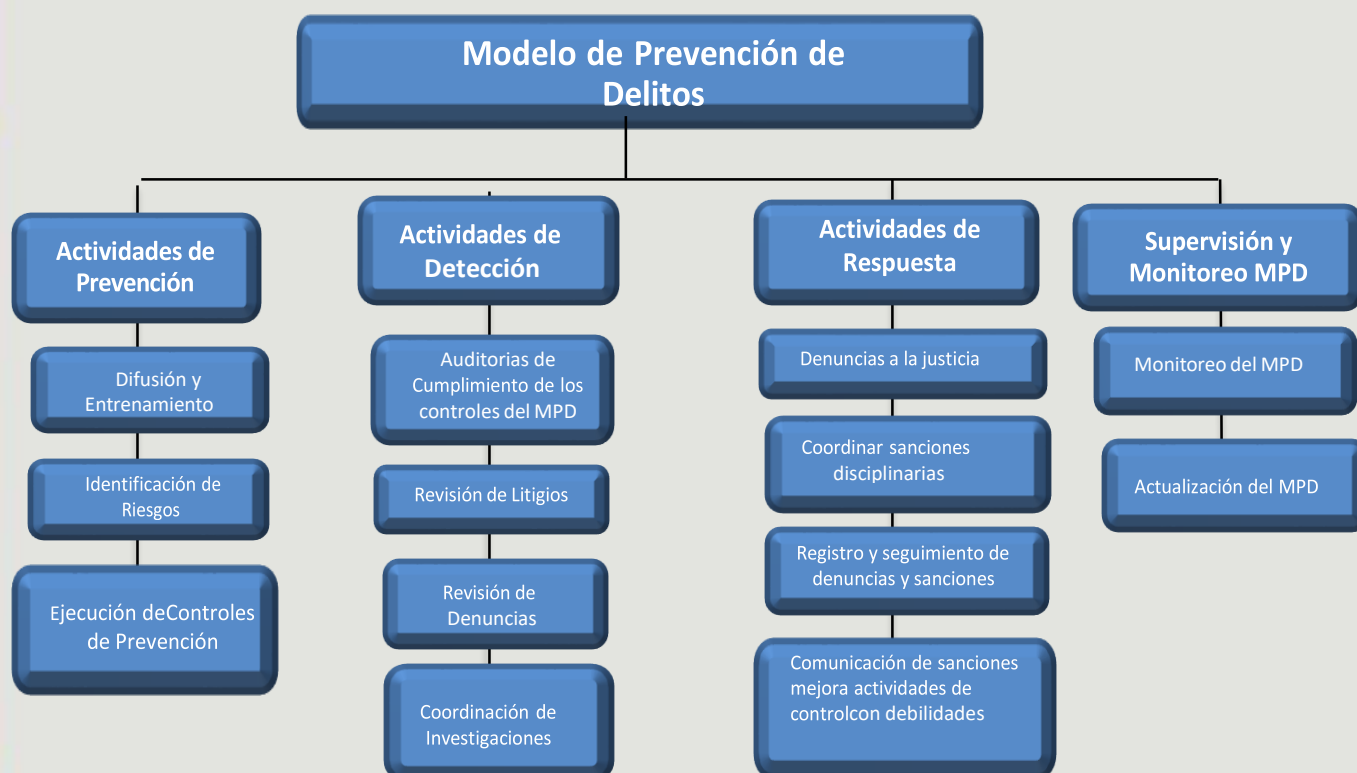 Modelo de Prevención de
Delitos
Actividades de
Prevención
Difusión y
Entrenamiento
Identificación de
Riesgos
Ejecución deControles
de Prevención
Actividades de
Detección
Auditorias de
Cumplimiento de los
controles del MPD
Revisión de Litigios
Revisión de
Denuncias
Coordinación de
Investigaciones
Actividades de
Respuesta
Denuncias a la justicia
Coordinar sanciones
disciplinarias
Registro y seguimiento de
denuncias y sanciones
Comunicación de sanciones
mejora actividades de
controlcon debilidades
Supervisión y
Monitoreo MPD
Monitoreo del MPD
Actualización del MPD